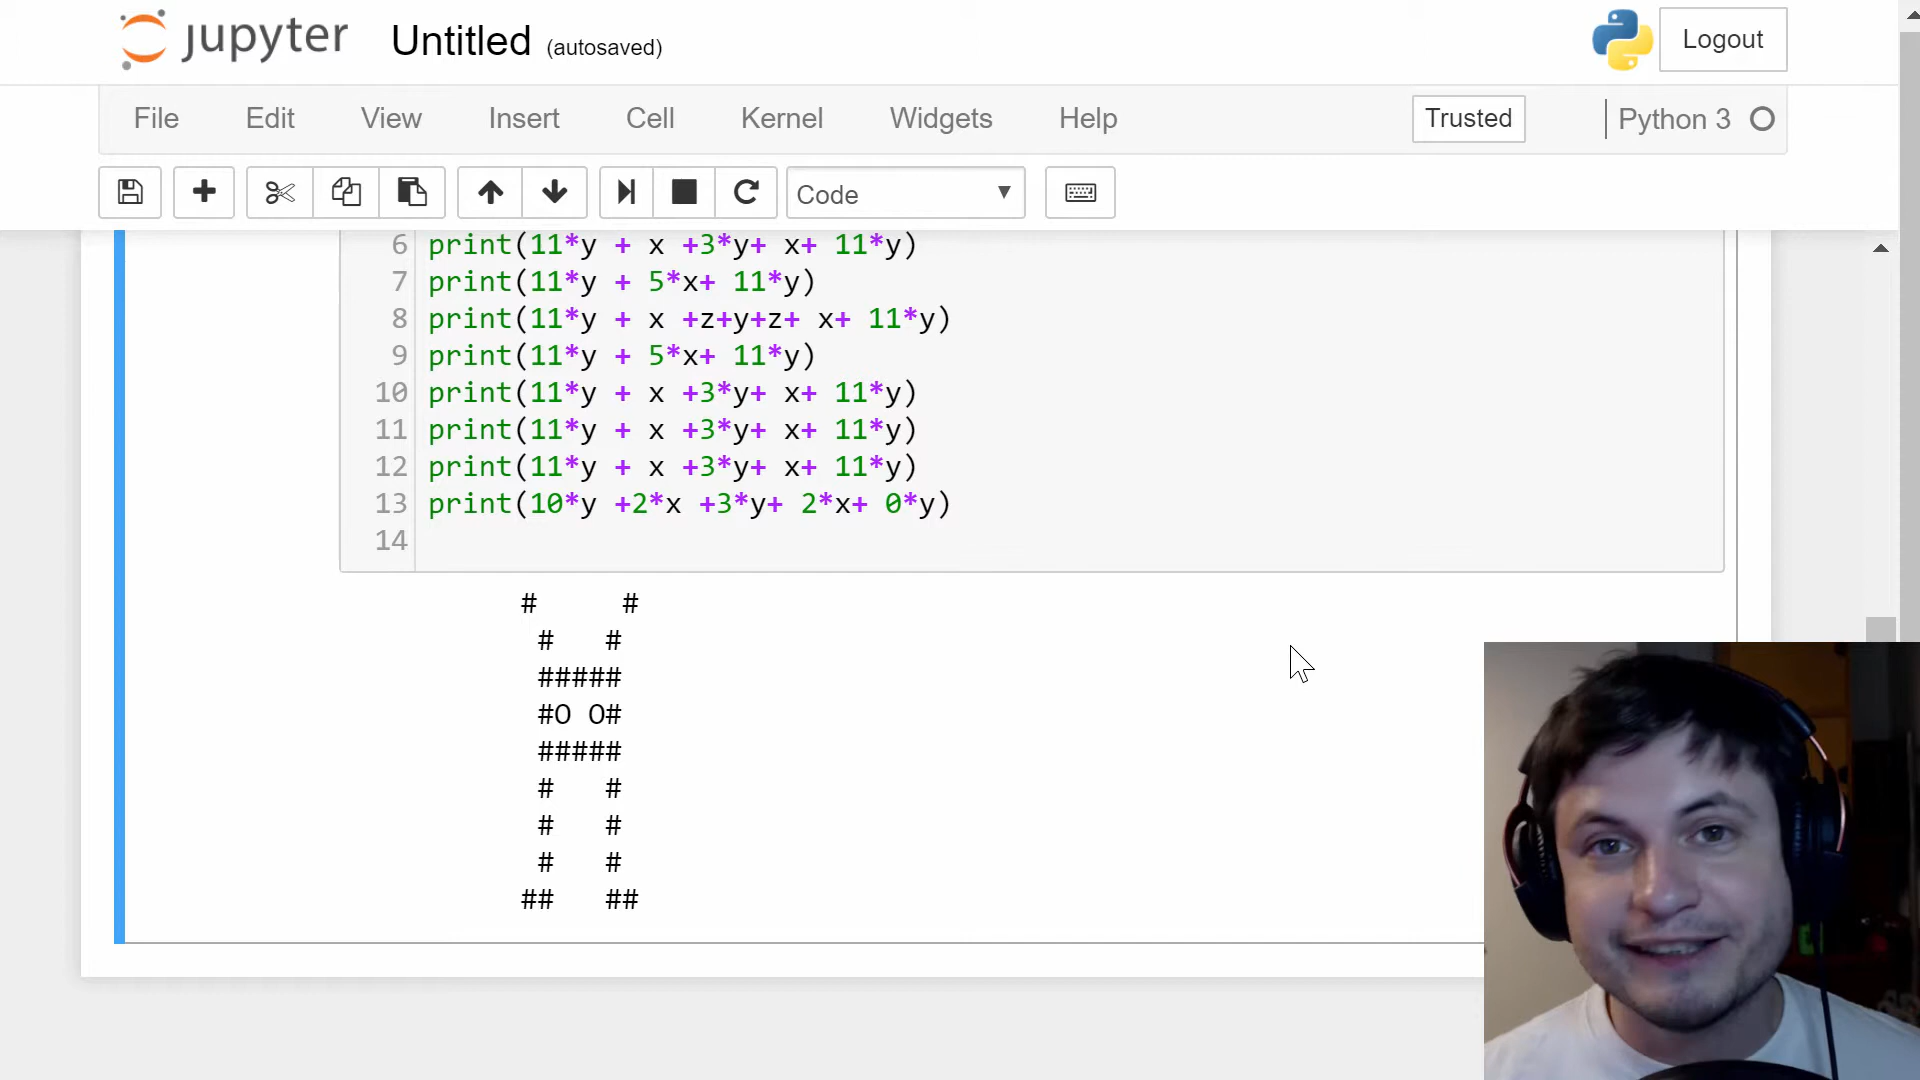 jupyter Untitled (autosaved) Logout
File Edit View Insert Cell Kernel Widgets Help Trusted Python 3
Code
6 print(11*y + x +3*y+ x+ 11*y)
7 print(11*y + 5*x+ 11*y)
8 print(11*y + x +z+y+z+ x+ 11*y)
9 print(11*y + 5*x+ 11*y)
10 print(11*y + x +3*y+ x+ 11*y)
11 print(11*y + x +3*y+ x+ 11*y)
12 print(11*y + x +3*y+ x+ 11*y)
13 print(10*y +2*x +3*y+ 2*x+ 0*y)
14
#     #
 #   #
 #####
 #O O#
 #####
 #   #
 #   #
 #   #
##   ##